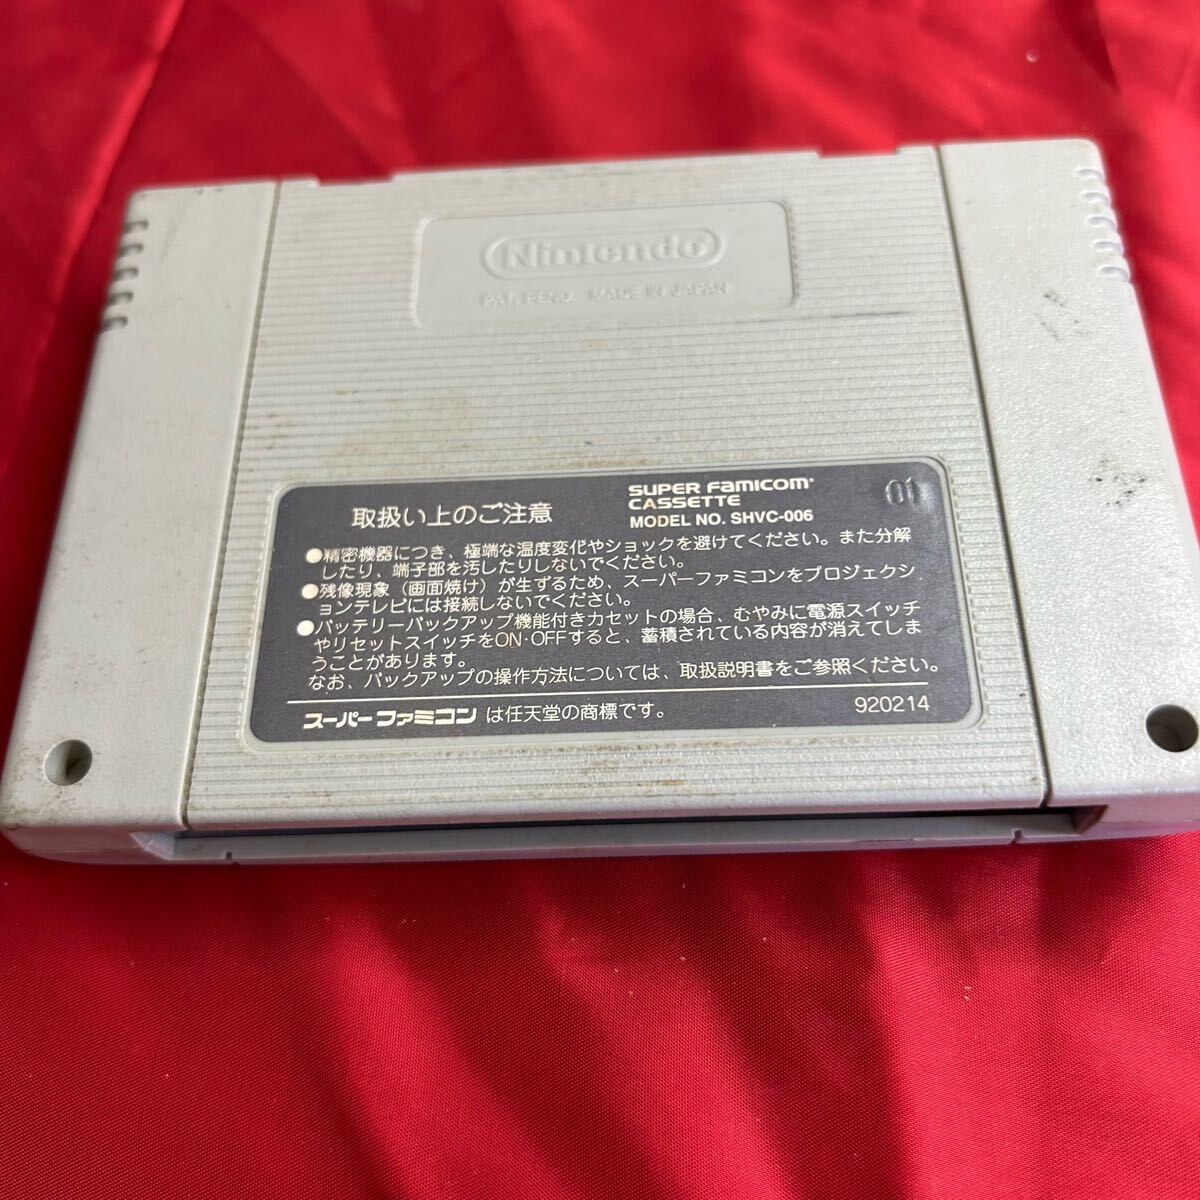 Nintendo
PAT. PEND. MADE IN JAPAN
取扱い上のご注意
SUPER FAMICOM
CASSETTE
MODEL NO. SHVC-006
01
●精密機器につき、極端な温度変化やショックを避けてください。また分解
したり、端子部を汚したりしないでください。
●残像現象（画面焼け）が生ずるため、スーパーファミコンをプロジェクシ
ョンテレビには接続しないでください。
●バッテリーバックアップ機能付きカセットの場合、むやみに電源スイッチ
やリセットスイッチをON・OFFすると、蓄積されている内容が消えてしま
うことがあります。
なお、バックアップの操作方法については、取扱説明書をご参照ください。
スーパーファミコン は任天堂の商標です。
920214